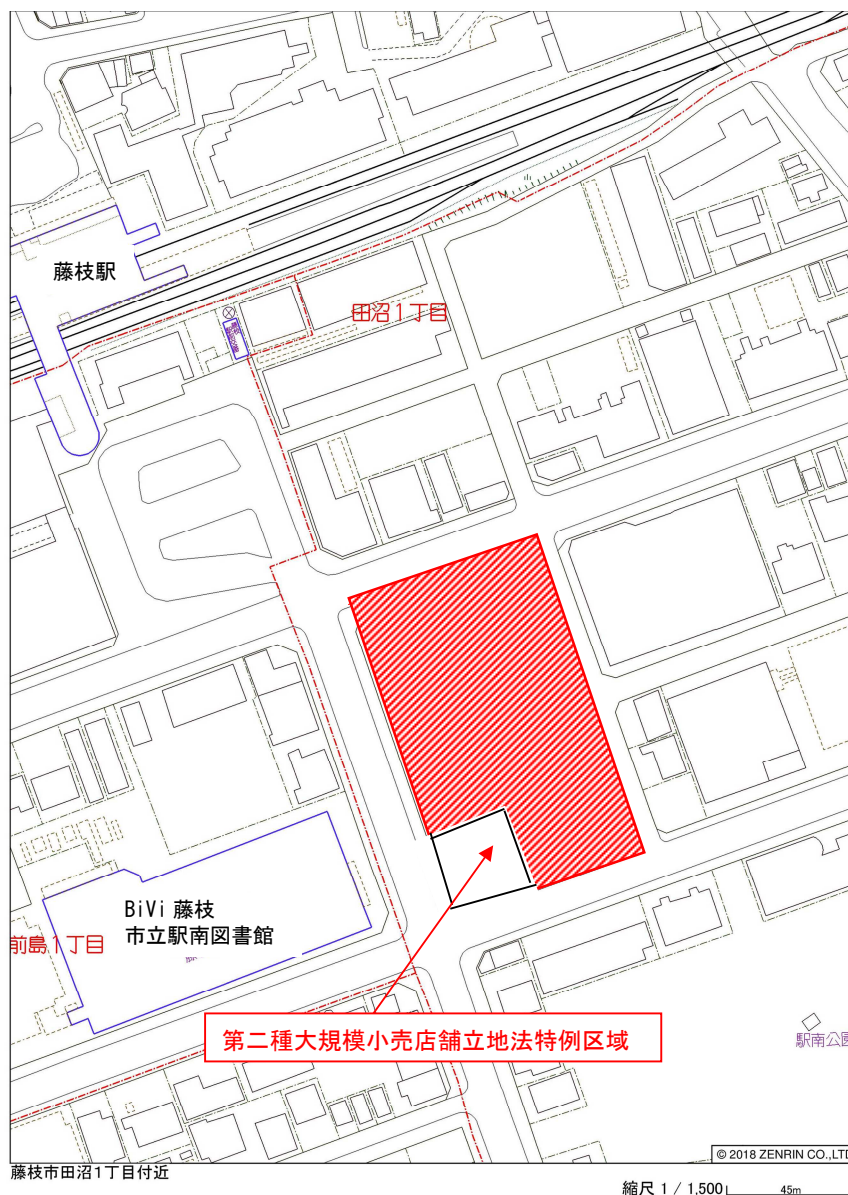 藤枝駅
田沼1丁目
BiVi 藤枝
市立駅南図書館
前島1丁目
第二種大規模小売店舗立地法特例区域
駅南公園
© 2018 ZENRIN CO.,LTD
藤枝市田沼1丁目付近
縮尺 1 / 1,500
45m